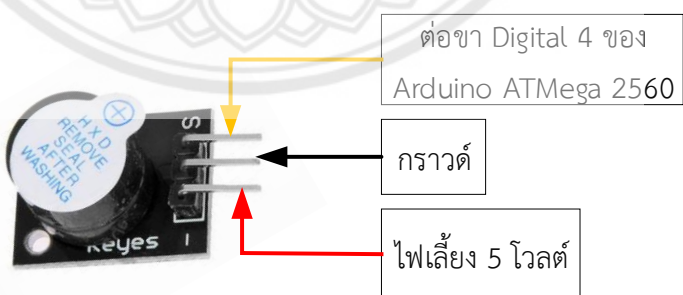 ต่อขา Digital 4 ของ
Arduino ATMega 2560
กราวด์
ไฟเลี้ยง 5 โวลต์
HXD
REMOVE
SEAL
AFTER
WASHING
S
Keyes